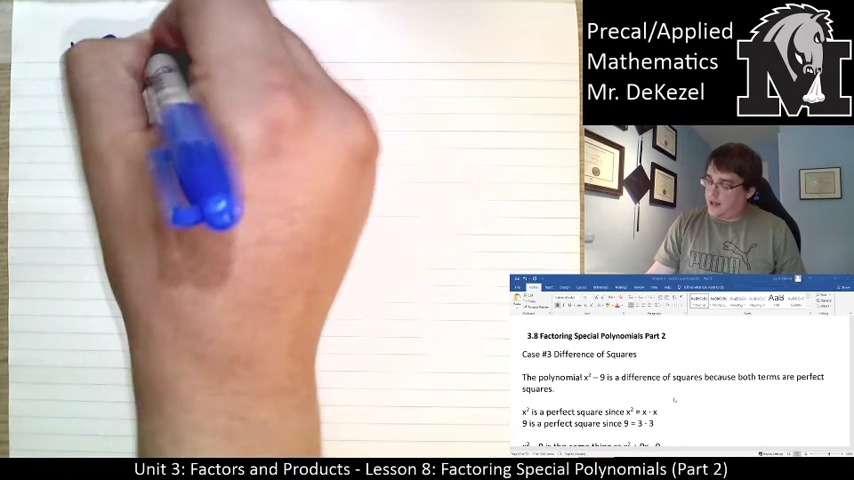 Precal/Applied
Mathematics
Mr. DeKezel
3.8 Factoring Special Polynomials Part 2
Case #3 Difference of Squares
The polynomial x² – 9 is a difference of squares because both terms are perfect
squares.
x² is a perfect square since x² = x · x
9 is a perfect square since 9 = 3 · 3
PUMA
Unit 3: Factors and Products - Lesson 8: Factoring Special Polynomials (Part 2)